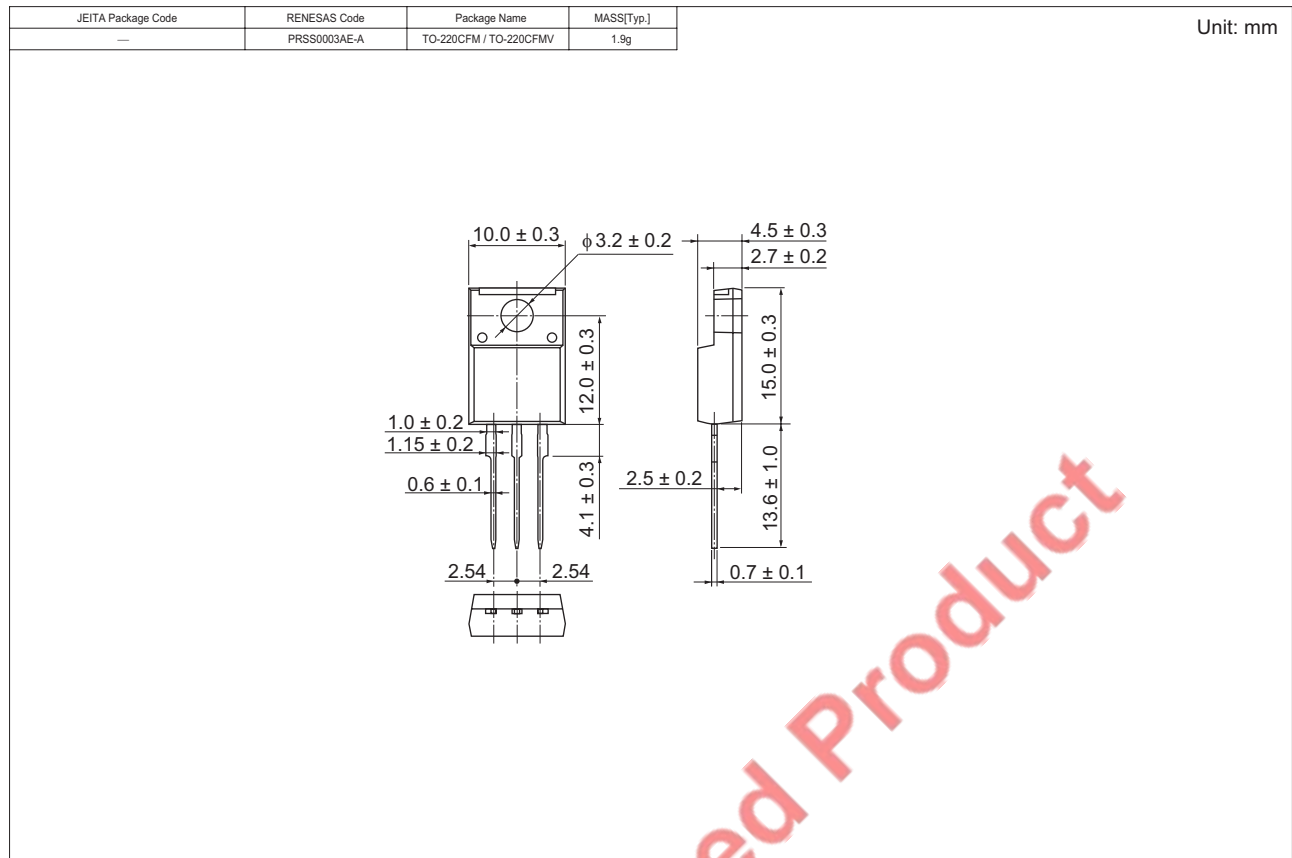 JEITA Package Code RENESAS Code Package Name MASS[Typ.]
— PRSS0003AE-A TO-220CFM / TO-220CFMV 1.9g
Unit: mm
10.0 ± 0.3
ϕ 3.2 ± 0.2
4.5 ± 0.3
2.7 ± 0.2
12.0 ± 0.3
15.0 ± 0.3
1.0 ± 0.2
1.15 ± 0.2
0.6 ± 0.1
4.1 ± 0.3
2.5 ± 0.2
13.6 ± 1.0
2.54 2.54
0.7 ± 0.1
ed Product